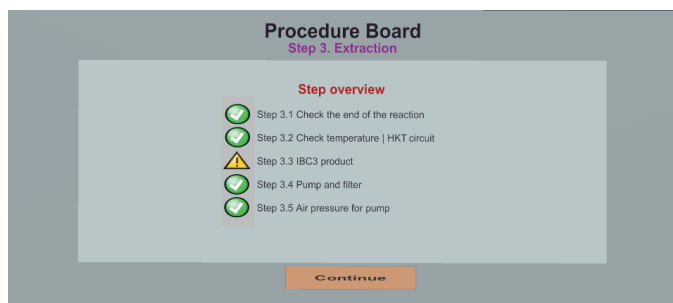 Procedure Board
Step 3. Extraction
Step overview
Step 3.1 Check the end of the reaction
Step 3.2 Check temperature | HKT circuit
Step 3.3 IBC3 product
Step 3.4 Pump and filter
Step 3.5 Air pressure for pump
Continue